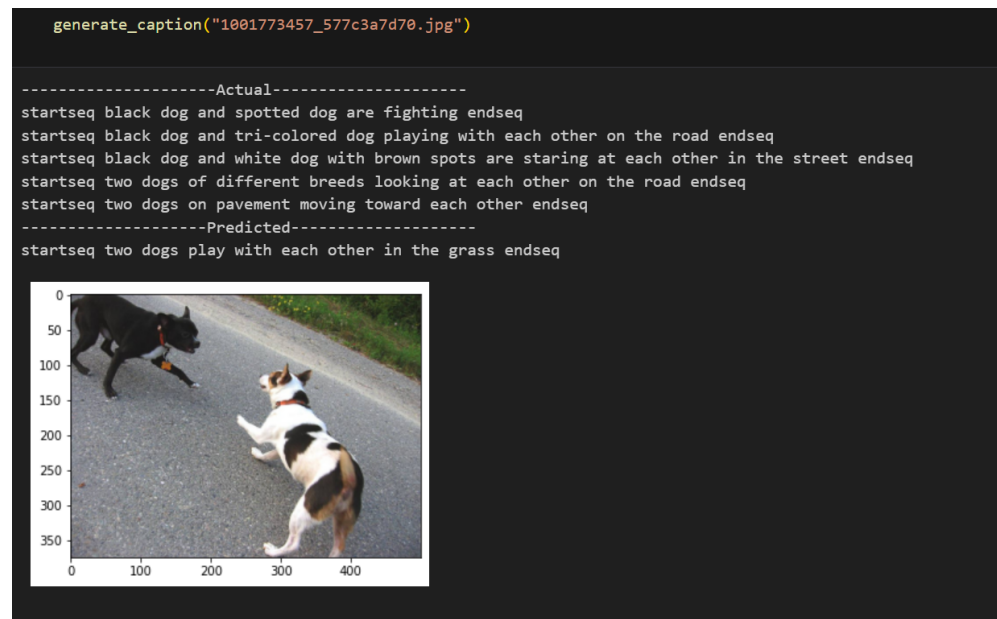 generate_caption("1001773457_577c3a7d70.jpg")
---------------------Actual---------------------
startseq black dog and spotted dog are fighting endseq
startseq black dog and tri-colored dog playing with each other on the road endseq
startseq black dog and white dog with brown spots are staring at each other in the street endseq
startseq two dogs of different breeds looking at each other on the road endseq
startseq two dogs on pavement moving toward each other endseq
--------------------Predicted--------------------
startseq two dogs play with each other in the grass endseq
0
50
100
150
200
250
300
350
0 100 200 300 400